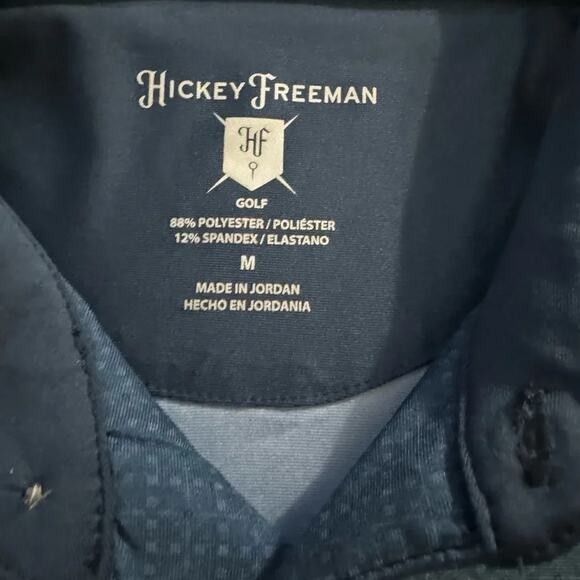 HICKEY FREEMAN
HF
GOLF
88% POLYESTER / POLIÉSTER
12% SPANDEX / ELASTANO
M
MADE IN JORDAN
HECHO EN JORDANIA